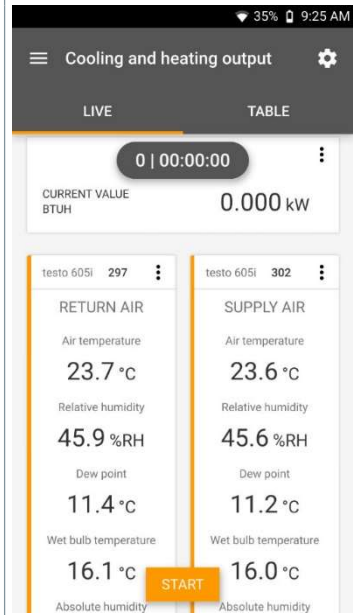 35% 9:25 AM
Cooling and heating output
LIVE TABLE
0 | 00:00:00
CURRENT VALUE
BTUH
0.000 kW
testo 605i 297
RETURN AIR
Air temperature
23.7 °C
Relative humidity
45.9 %RH
Dew point
11.4 °C
Wet bulb temperature
16.1 °C
Absolute humidity
testo 605i 302
SUPPLY AIR
Air temperature
23.6 °C
Relative humidity
45.6 %RH
Dew point
11.2 °C
Wet bulb temperature
16.0 °C
Absolute humidity
START